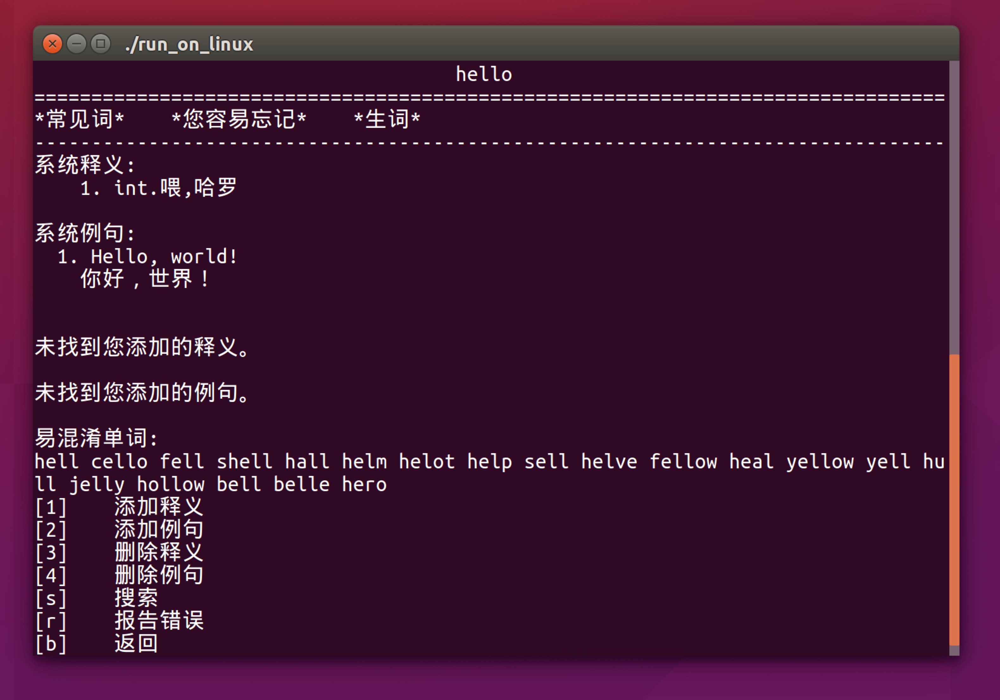 ./run_on_linux
hello
================================================================================
*常见词*    *您容易忘记*    *生词*
--------------------------------------------------------------------------------
系统释义:
    1. int.喂,哈罗
系统例句:
  1. Hello, world!
    你好，世界！
未找到您添加的释义。
未找到您添加的例句。
易混淆单词:
hell cello fell shell hall helm helot help sell helve fellow heal yellow yell hu
ll jelly hollow bell belle hero
[1]    添加释义
[2]    添加例句
[3]    删除释义
[4]    删除例句
[s]    搜索
[r]    报告错误
[b]    返回